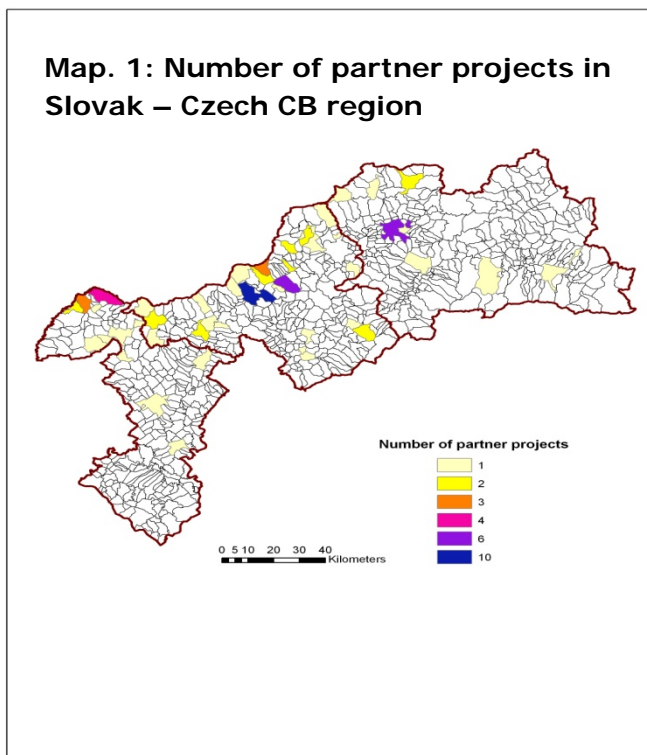 Map. 1: Number of partner projects in
Slovak – Czech CB region
Number of partner projects
1
2
3
4
6
10
0 5 10 20 30 40
Kilometers